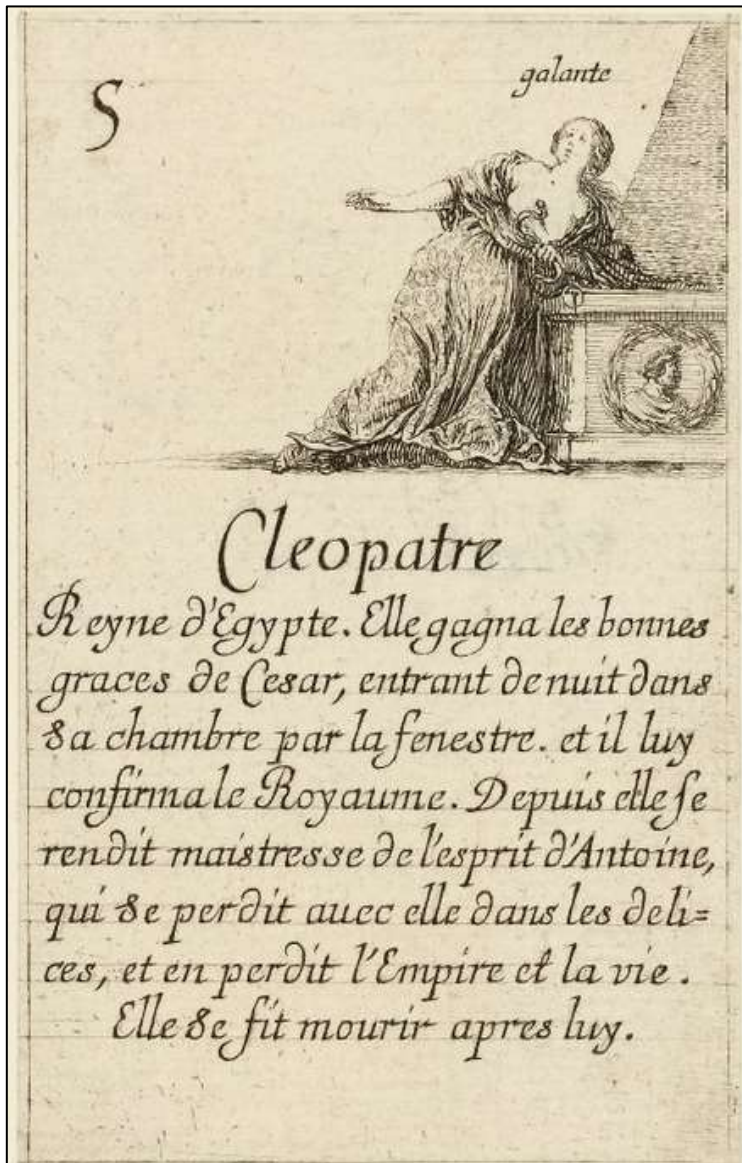 S
galante
Cleopatre
Reyne d'Egypte. Elle gagna les bonnes
graces de Cesar, entrant de nuit dans
sa chambre par la fenestre. et il luy
confirma le Royaume. Depuis elle se
rendit maistresse de l'esprit d'Antoine,
qui se perdit auec elle dans les deli=
ces, et en perdit l'Empire et la vie.
Elle se fit mourir apres luy.